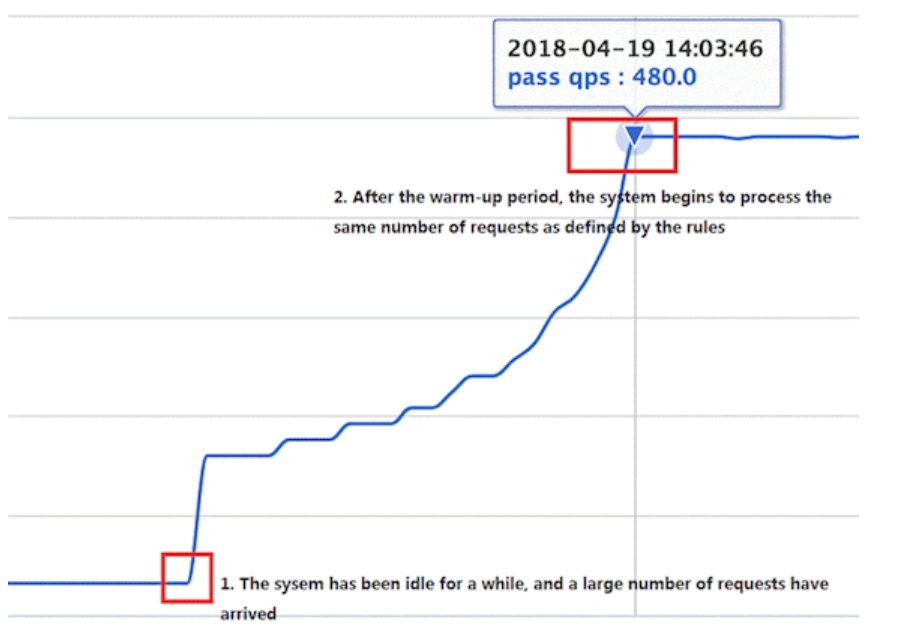 2018-04-19 14:03:46
pass qps : 480.0
2. After the warm-up period, the system begins to process the
same number of requests as defined by the rules
1. The sysem has been idle for a while, and a large number of requests have
arrived